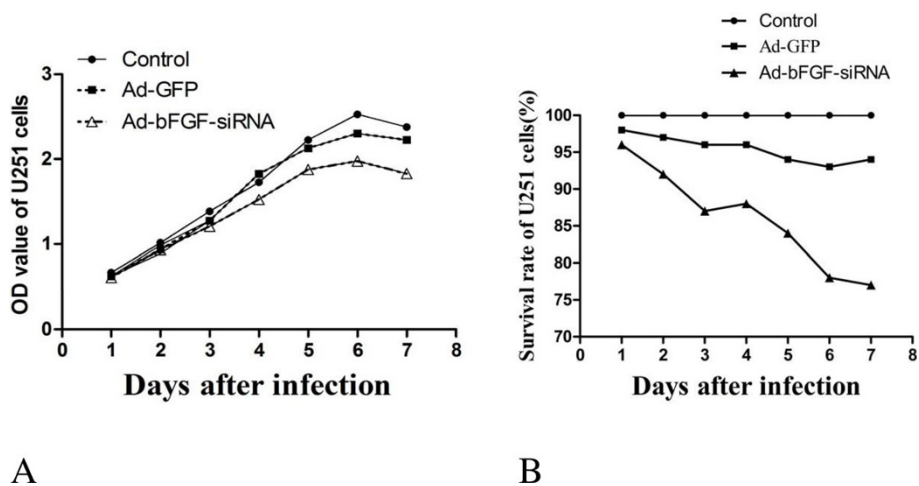 Control
Ad-GFP
Ad-bFGF-siRNA
3
2
1
0
OD value of U251 cells
0 1 2 3 4 5 6 7 8
Days after infection
A
Control
Ad-GFP
Ad-bFGF-siRNA
100
95
90
85
80
75
70
Survival rate of U251 cells(%)
0 1 2 3 4 5 6 7 8
Days after infection
B